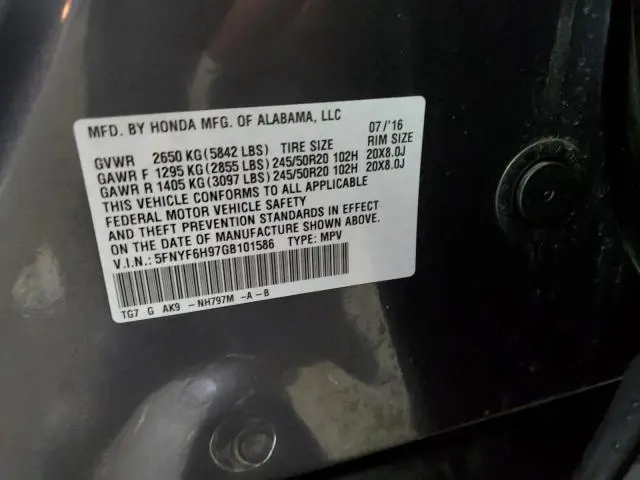 MFD. BY HONDA MFG. OF ALABAMA, LLC
07 /'16
GVWR 2650 KG (5842 LBS) TIRE SIZE RIM SIZE
GAWR F 1295 KG (2855 LBS) 245/50R20 102H 20X8.0J
GAWR R 1405 KG (3097 LBS) 245/50R20 102H 20X8.0J
THIS VEHICLE CONFORMS TO ALL APPLICABLE
FEDERAL MOTOR VEHICLE SAFETY
AND THEFT PREVENTION STANDARDS IN EFFECT
ON THE DATE OF MANUFACTURE SHOWN ABOVE.
V.I.N.: 5FNYF6H97GB101586 TYPE: MPV
TG7 G AK9 -NH797M -A-B